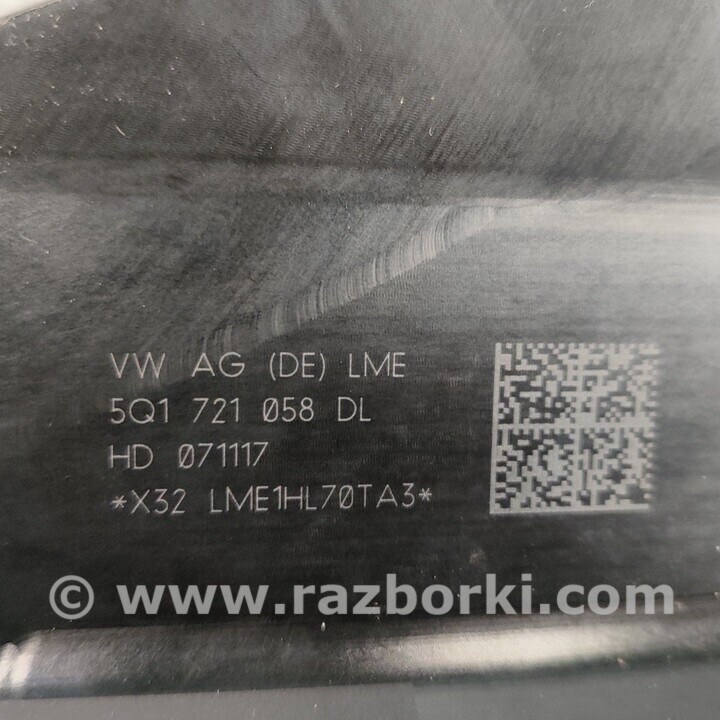 VW AG (DE) LME
5Q1 721 058 DL
HD 071117
*X32 LME1HL70TA3*
© www.razborki.com